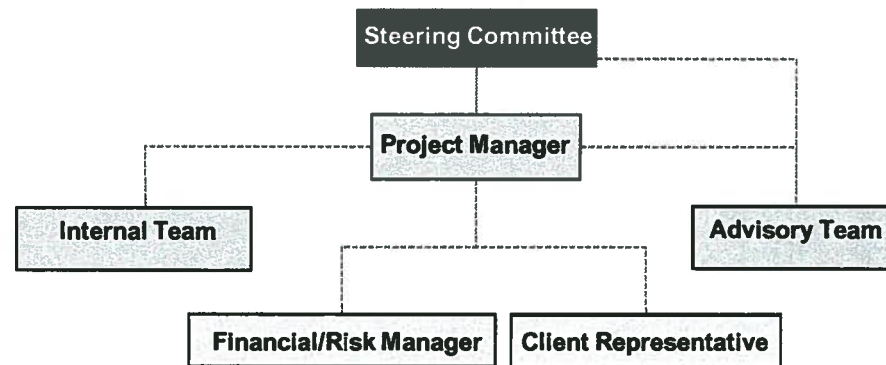 Steering Committee
Project Manager
Internal Team
Advisory Team
Financial/Risk Manager
Client Representative